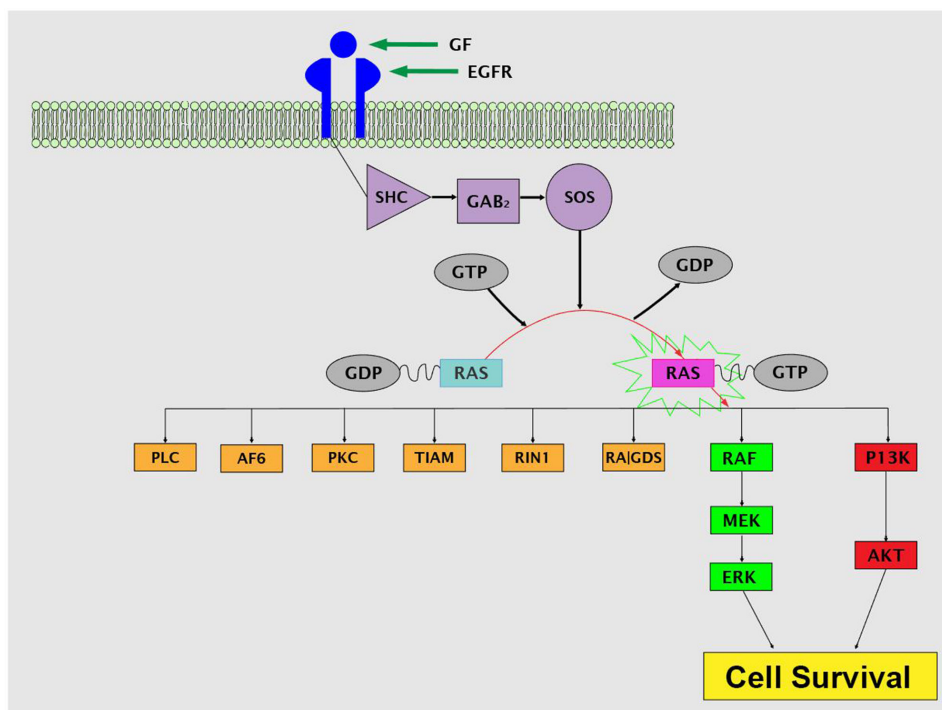 GF
EGFR
SHC
GAB₂
SOS
GTP
GDP
GDP
RAS
RAS
GTP
PLC
AF6
PKC
TIAM
RIN1
RA|GDS
RAF
P13K
MEK
AKT
ERK
Cell Survival